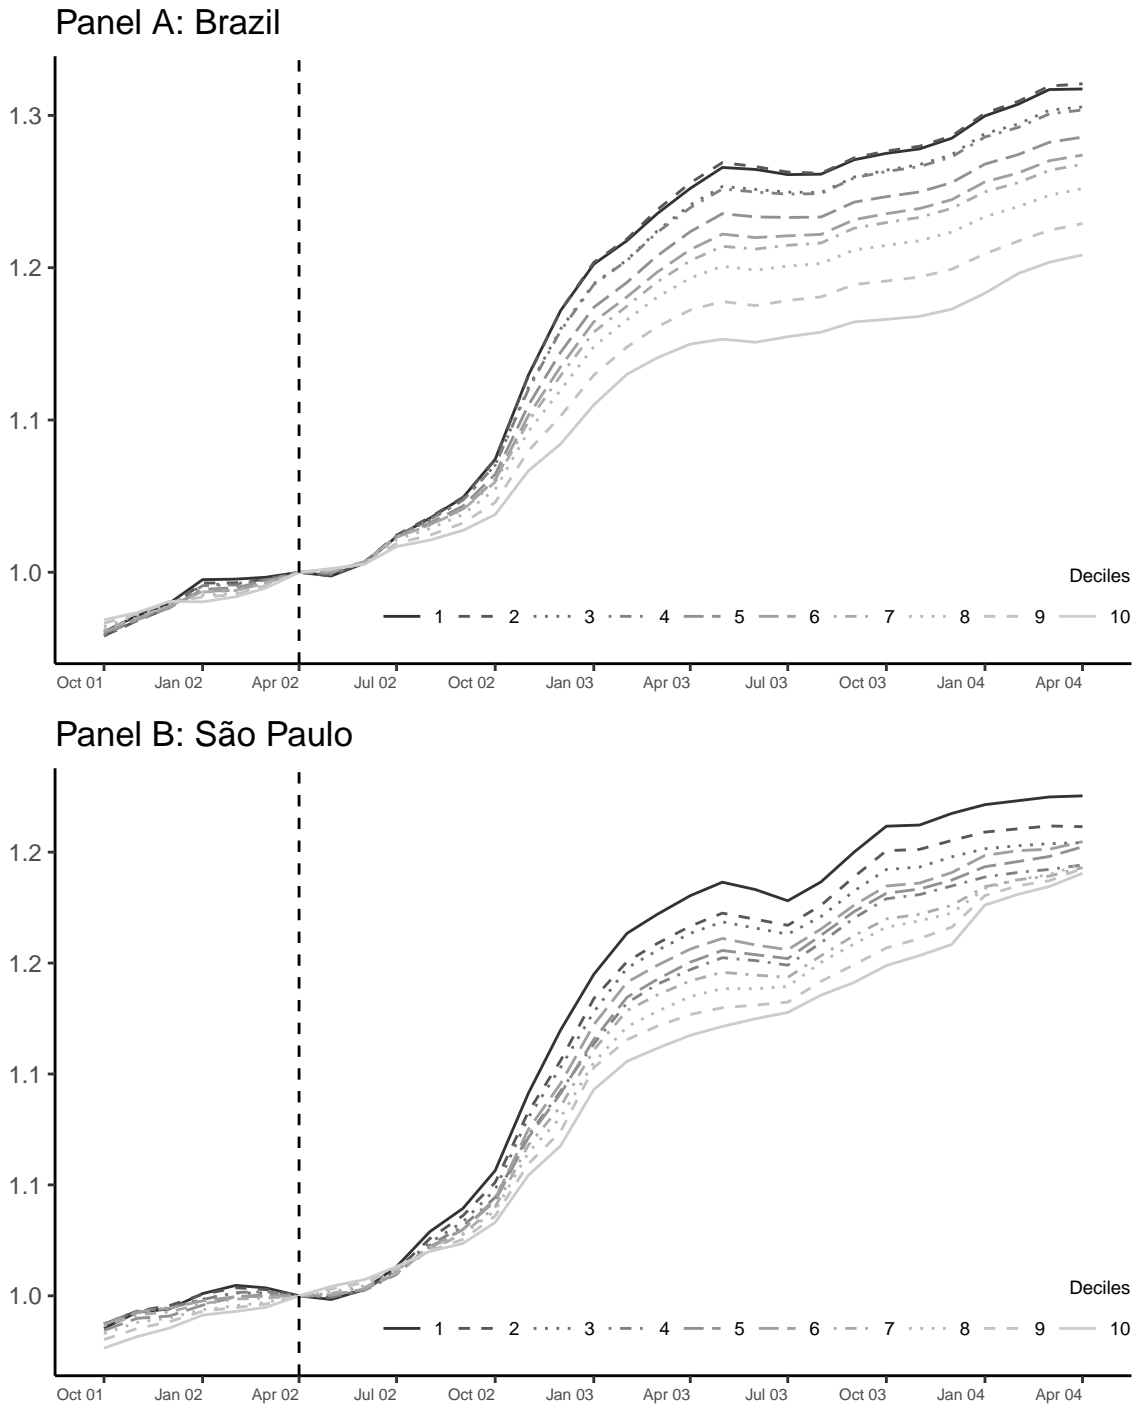 Panel A: Brazil
1.3
1.2
1.1
1.0
Deciles
1 2 3 4 5 6 7 8 9 10
Oct 01 Jan 02 Apr 02 Jul 02 Oct 02 Jan 03 Apr 03 Jul 03 Oct 03 Jan 04 Apr 04
Panel B: São Paulo
1.2
1.2
1.1
1.1
1.0
Deciles
1 2 3 4 5 6 7 8 9 10
Oct 01 Jan 02 Apr 02 Jul 02 Oct 02 Jan 03 Apr 03 Jul 03 Oct 03 Jan 04 Apr 04